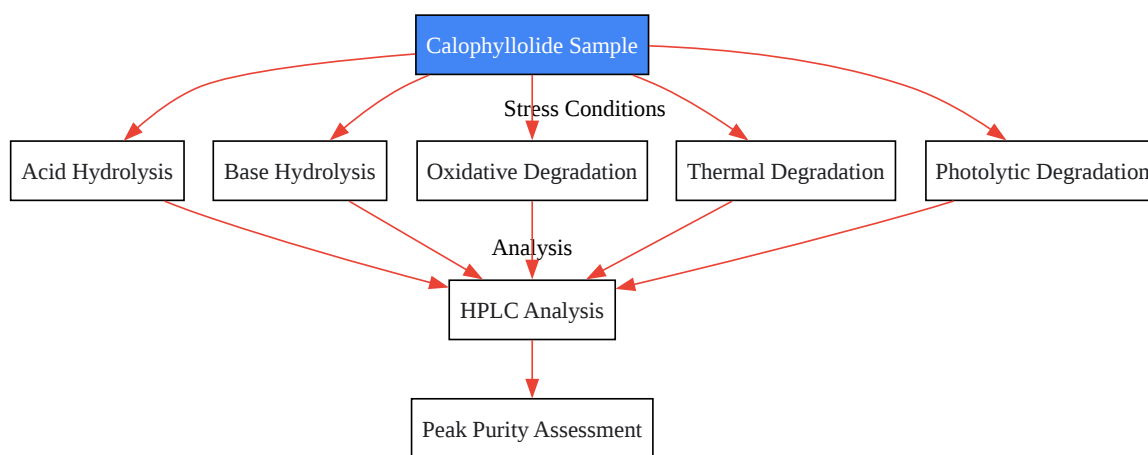 Calophyllolide Sample
Stress Conditions
Acid Hydrolysis
Base Hydrolysis
Oxidative Degradation
Thermal Degradation
Photolytic Degradation
Analysis
HPLC Analysis
Peak Purity Assessment